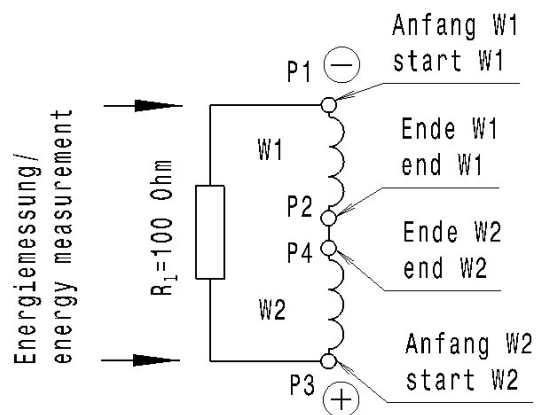 Anfang W1
start W1
P1 −
Ende W1
end W1
W1
P2
P4
Ende W2
end W2
W2
Anfang W2
start W2
P3 +
R1=100 Ohm
Energiemessung/
energy measurement